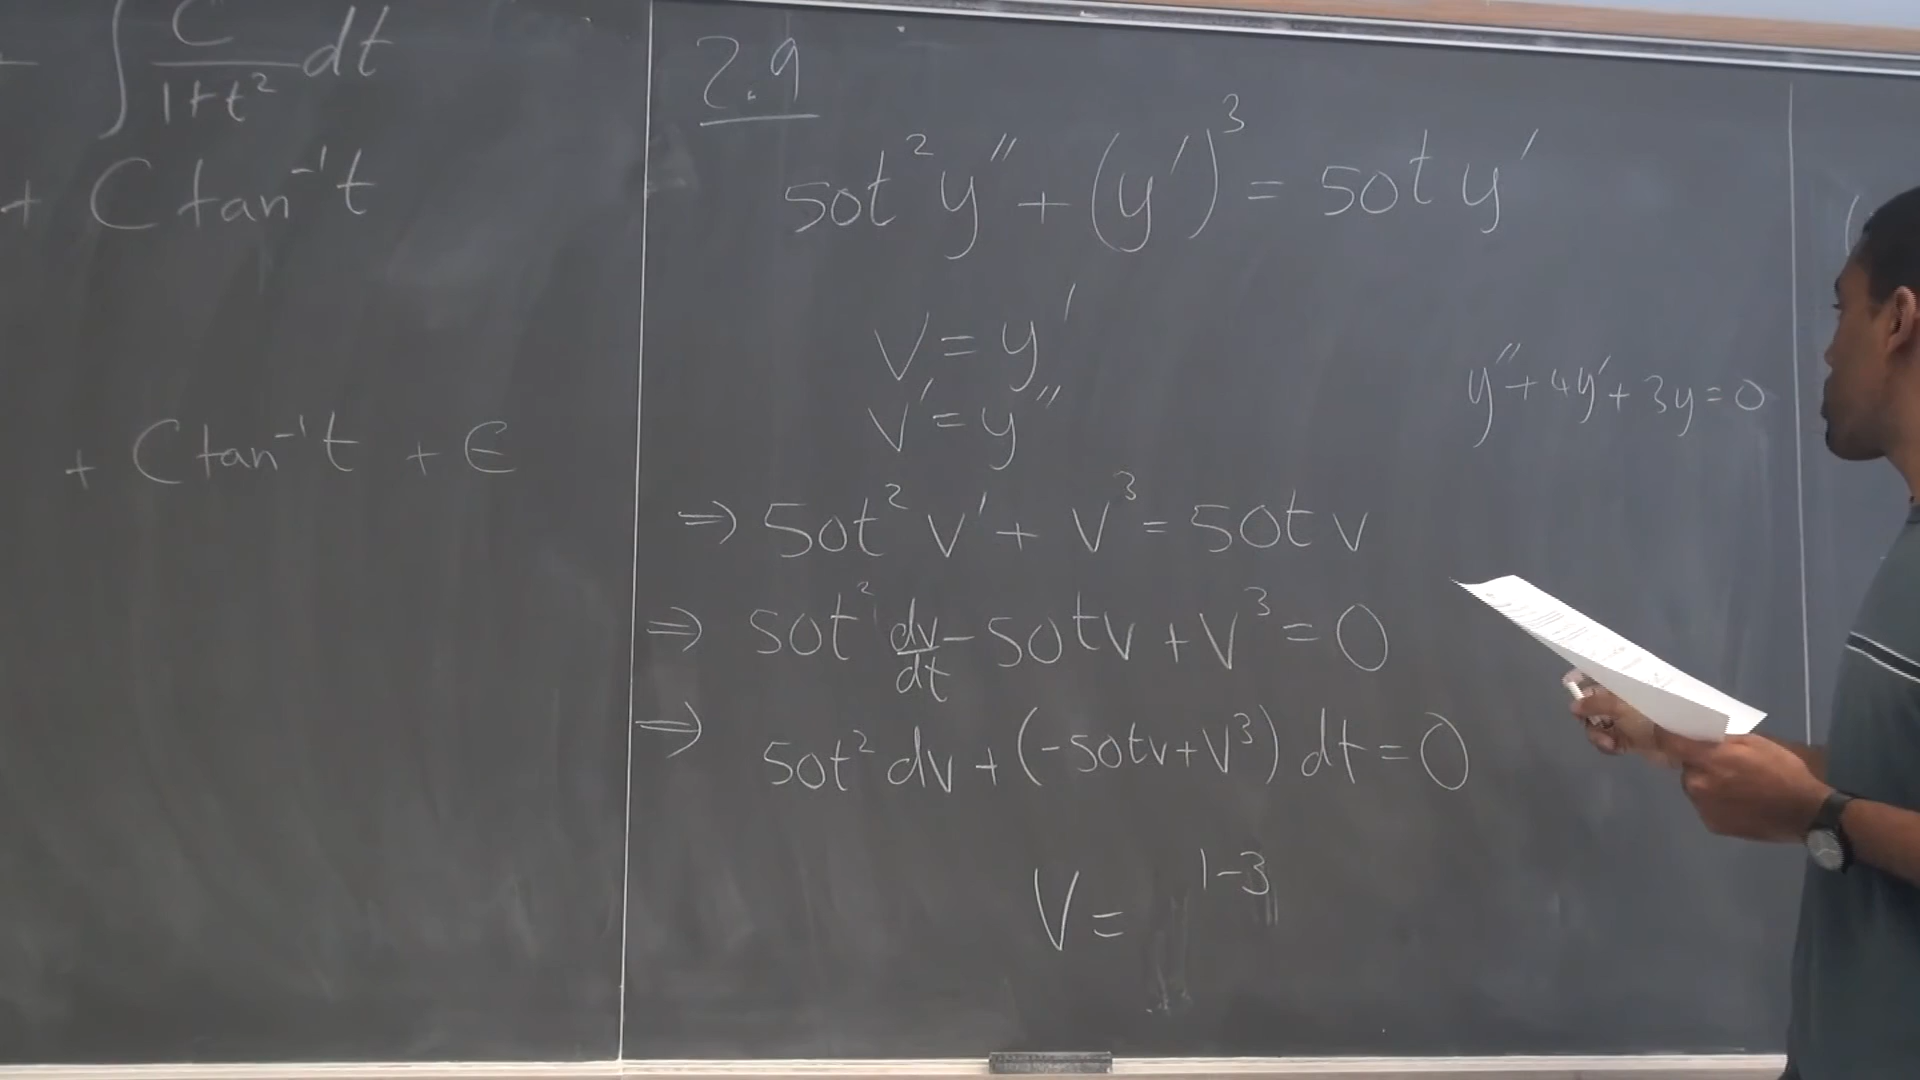 ∫ C/(1+t²) dt
+ C tan⁻¹t
+ C tan⁻¹t + E
2.9
50t² y'' + (y')³ = 50t y'
v = y'
v' = y''
y'' + 4y' + 3y = 0
⇒ 50t² v' + v³ = 50t v
⇒ 50t² dv/dt - 50tv + v³ = 0
⇒ 50t² dv + (-50tv + v³) dt = 0
V = 1-3